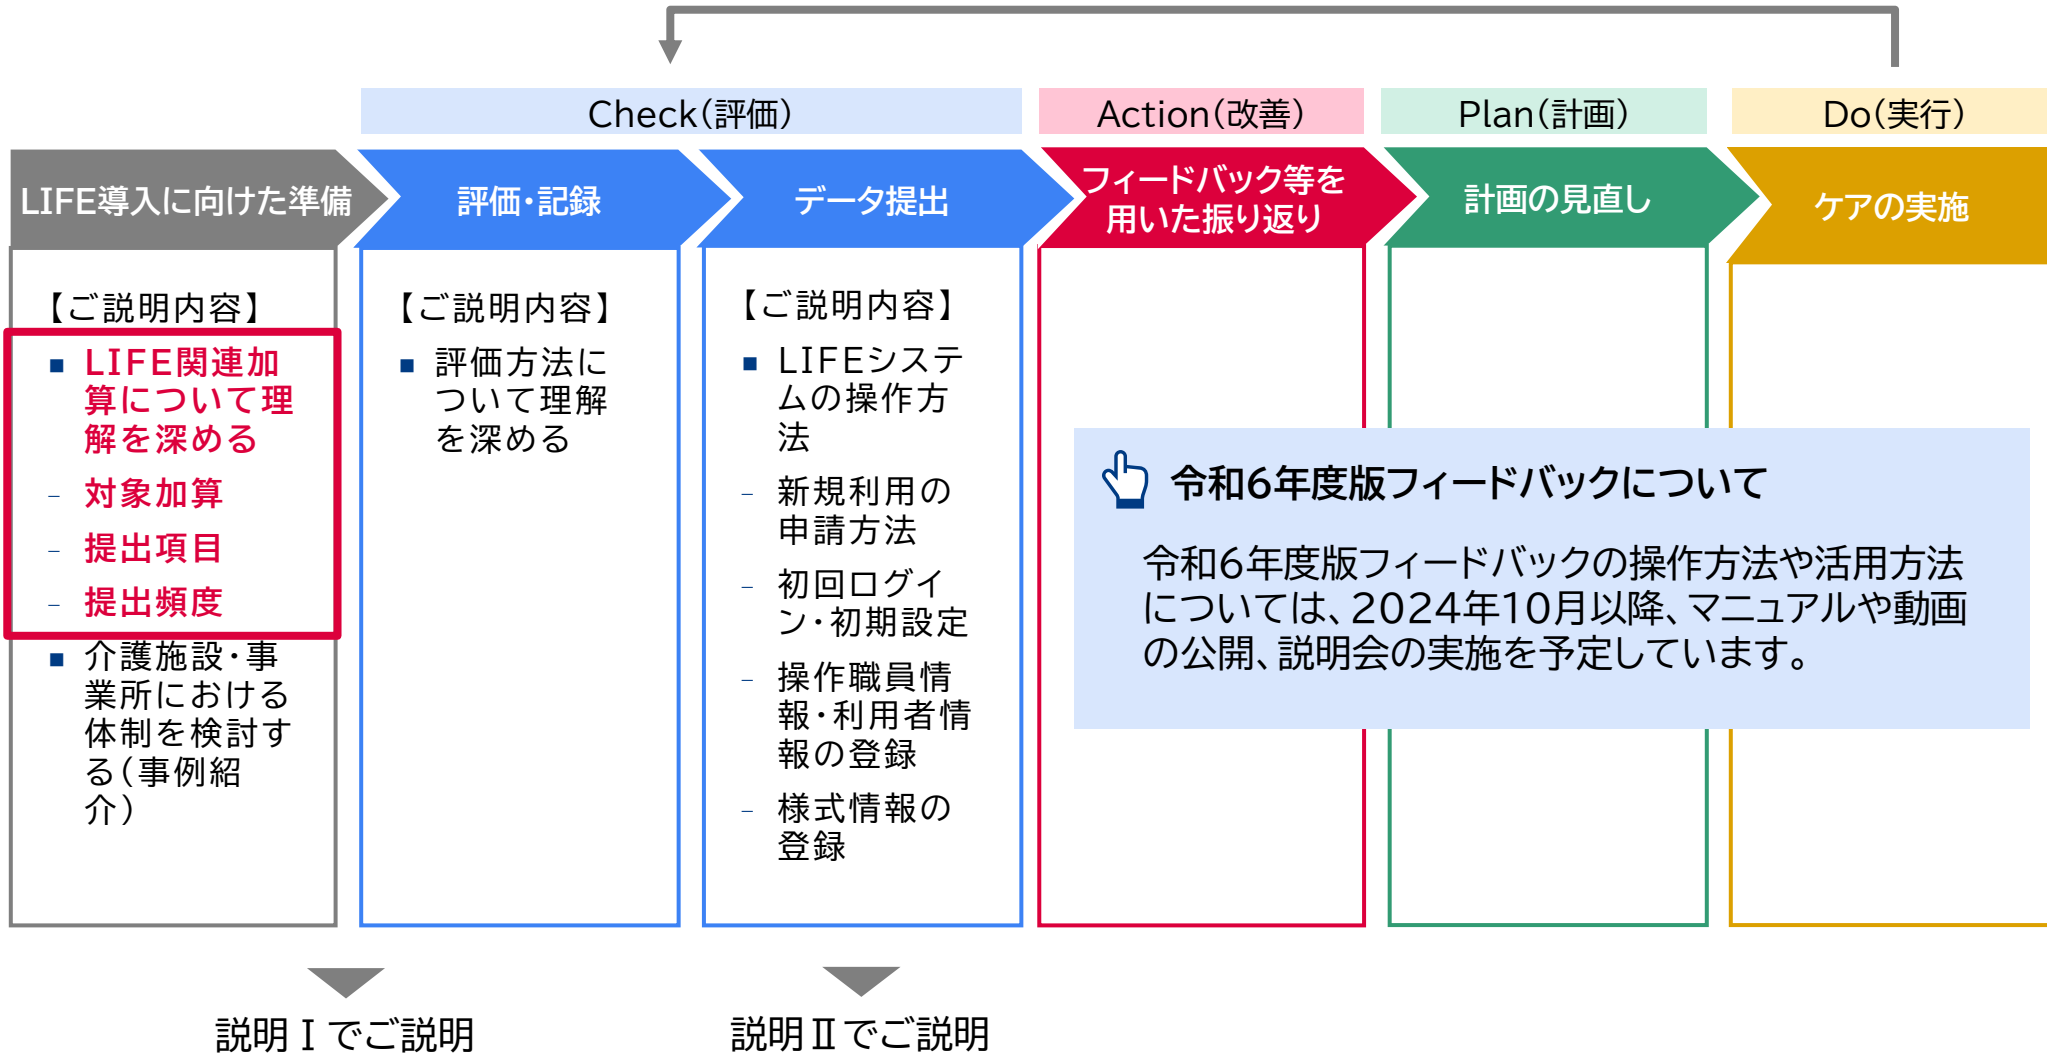 Check(評価)
Action(改善)
Plan(計画)
Do(実行)
LIFE導入に向けた準備
評価・記録
データ提出
フィードバック等を
用いた振り返り
計画の見直し
ケアの実施
【ご説明内容】
■ LIFE関連加
算について理
解を深める
– 対象加算
– 提出項目
– 提出頻度
■ 介護施設・事
業所における
体制を検討す
る(事例紹
介)
【ご説明内容】
■ 評価方法に
ついて理解
を深める
【ご説明内容】
■ LIFEシステ
ムの操作方
法
– 新規利用の
申請方法
– 初回ログイ
ン・初期設定
– 操作職員情
報・利用者情
報の登録
– 様式情報の
登録
令和6年度版フィードバックについて
令和6年度版フィードバックの操作方法や活用方法
については、2024年10月以降、マニュアルや動画
の公開、説明会の実施を予定しています。
説明Ⅰでご説明
説明Ⅱでご説明